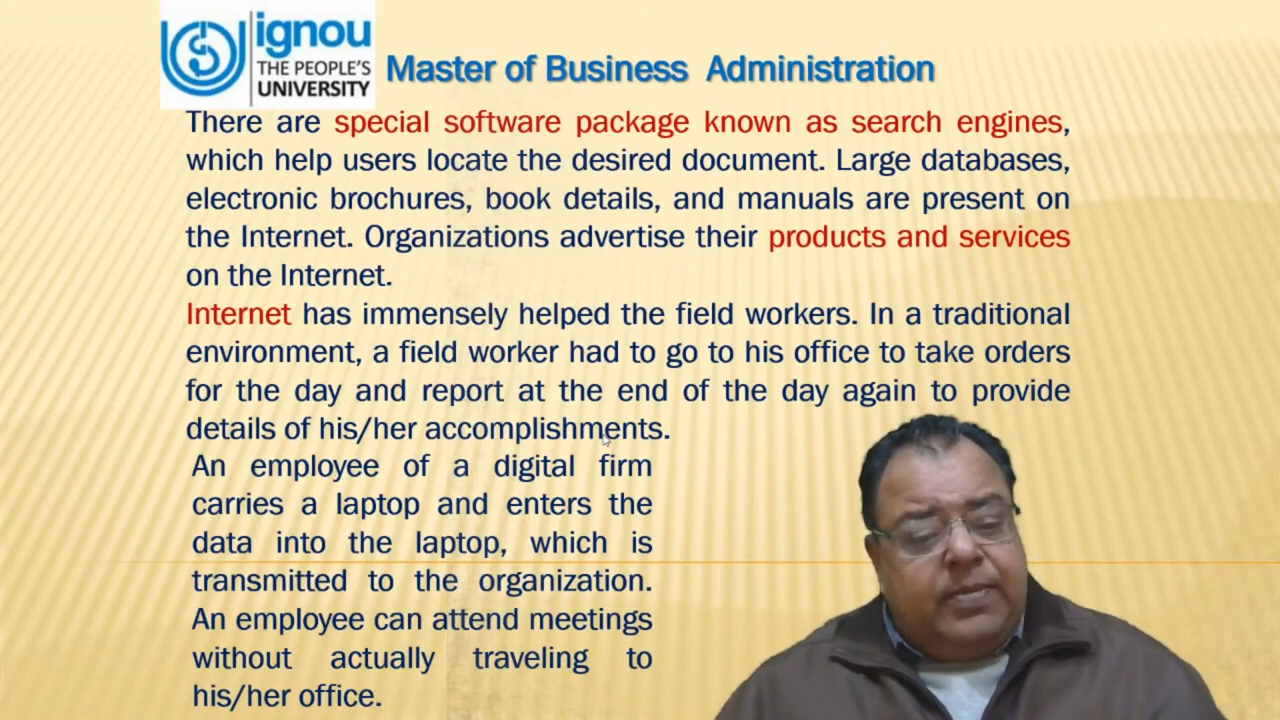 ignou
THE PEOPLE'S
UNIVERSITY
Master of Business Administration
There are special software package known as search engines,
which help users locate the desired document. Large databases,
electronic brochures, book details, and manuals are present on
the Internet. Organizations advertise their products and services
on the Internet.
Internet has immensely helped the field workers. In a traditional
environment, a field worker had to go to his office to take orders
for the day and report at the end of the day again to provide
details of his/her accomplishments.
An employee of a digital firm
carries a laptop and enters the
data into the laptop, which is
transmitted to the organization.
An employee can attend meetings
without actually traveling to
his/her office.